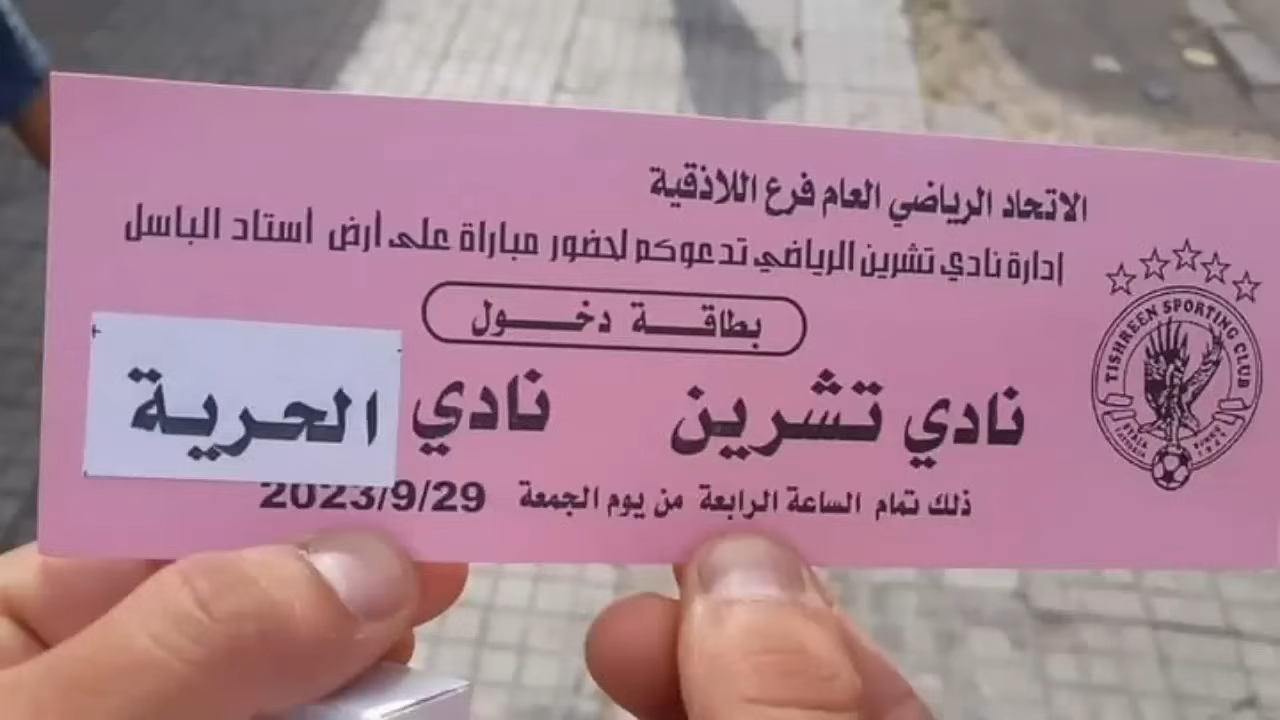 الاتحاد الرياضي العام فرع اللاذقية
إدارة نادي تشرين الرياضي تدعوكم لحضور مباراة على أرض أستاد الباسل
بطاقة دخول
نادي تشرين نادي الحرية
ذلك تمام الساعة الرابعة من يوم الجمعة 2023/9/29
TISHREEN SPORTING CLUB